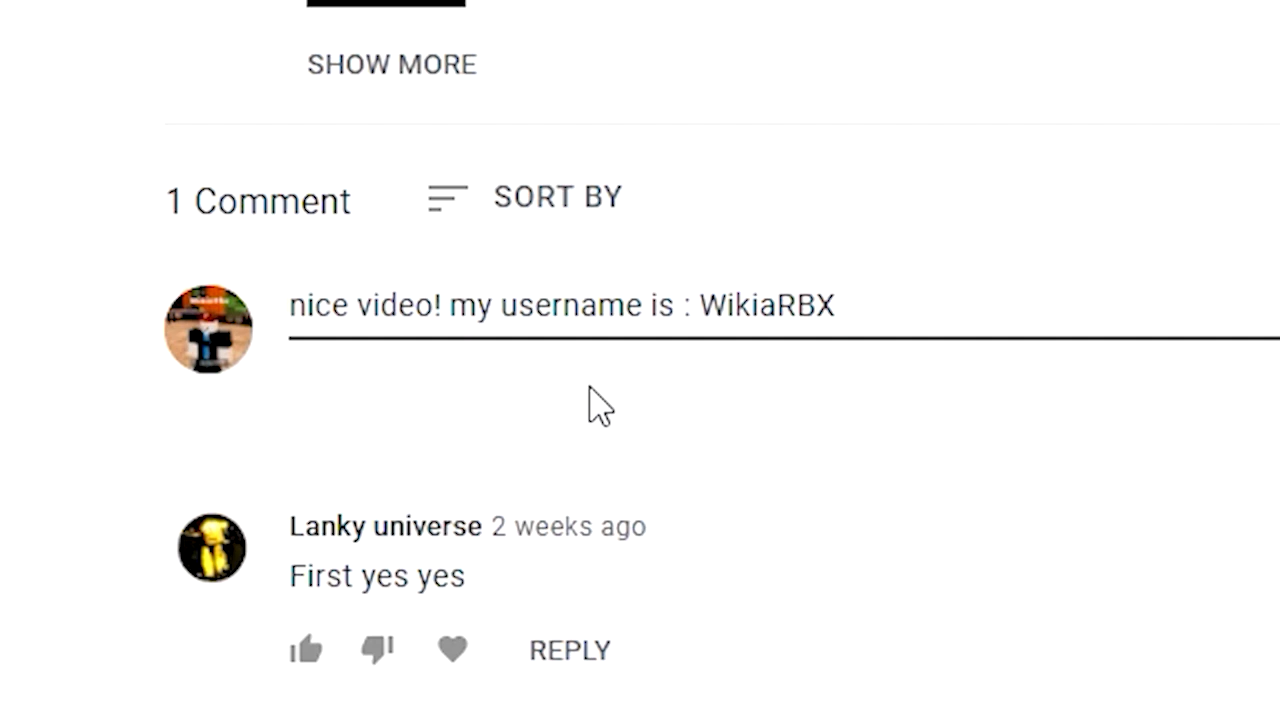 SHOW MORE
1 Comment
SORT BY
nice video! my username is : WikiaRBX
Lanky universe 2 weeks ago
First yes yes
REPLY